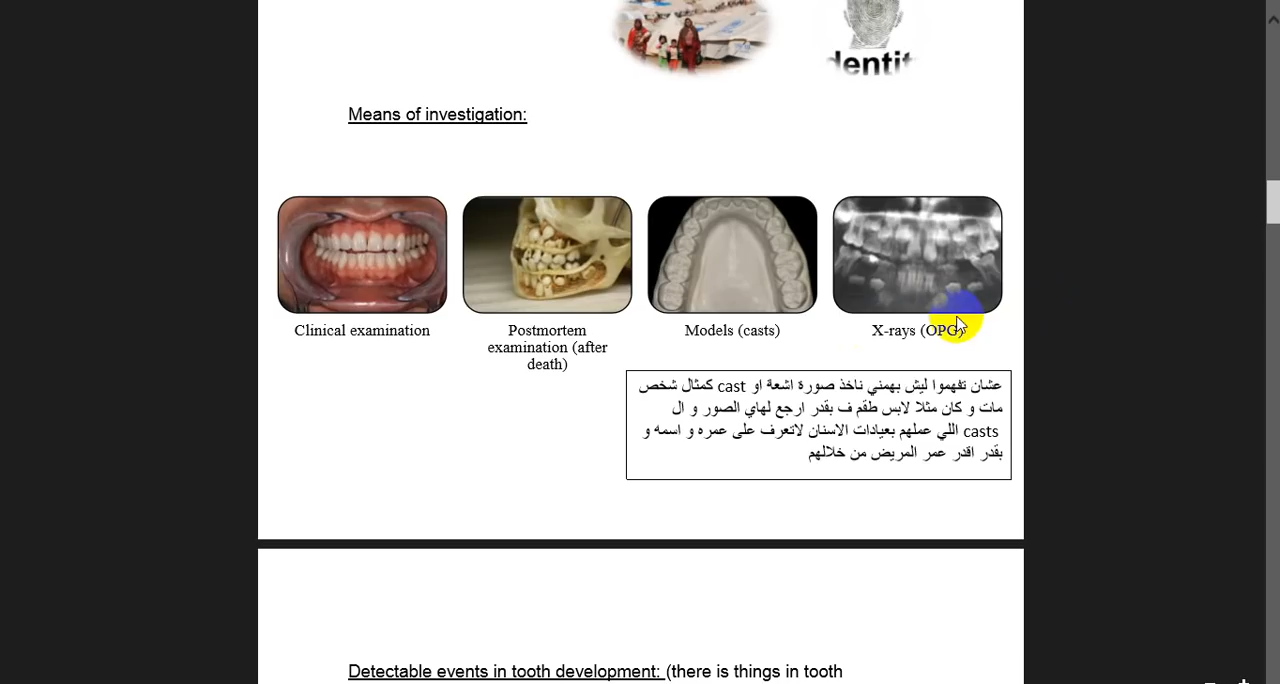 dentit
Means of investigation:
Clinical examination
Postmortem
examination (after
death)
Models (casts)
X-rays (OPG)
عشان تفهموا ليش بهمني ناخذ صورة اشعة او cast كمثال شخص
مات و كان مثلا لابس طقم ف بقدر ارجع لهاي الصور و ال
casts اللي عملهم بعيادات الاسنان لاتعرف على عمره و اسمه و
بقدر اقدر عمر المريض من خلالهم
Detectable events in tooth development: (there is things in tooth